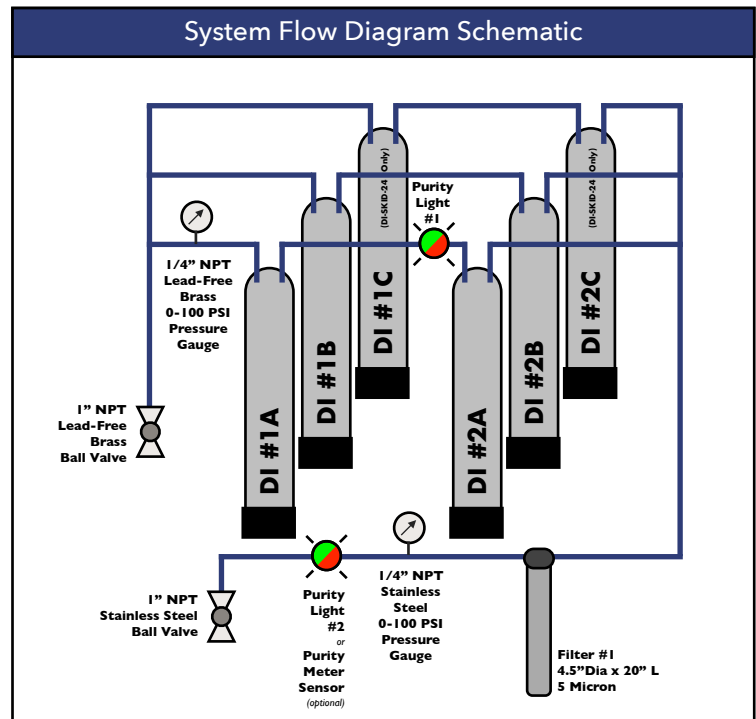 System Flow Diagram Schematic
(DI-SKID-24 Only)
DI #1C
(DI-SKID-24 Only)
DI #2C
Purity
Light
#1
DI #1B
DI #2B
1/4” NPT
Lead-Free
Brass
0-100 PSI
Pressure
Gauge
DI #1A
DI #2A
1” NPT
Lead-Free
Brass
Ball Valve
1” NPT
Stainless Steel
Ball Valve
Purity
Light
#2
or
Purity
Meter
Sensor
(optional)
1/4” NPT
Stainless
Steel
0-100 PSI
Pressure
Gauge
Filter #1
4.5”Dia x 20” L
5 Micron